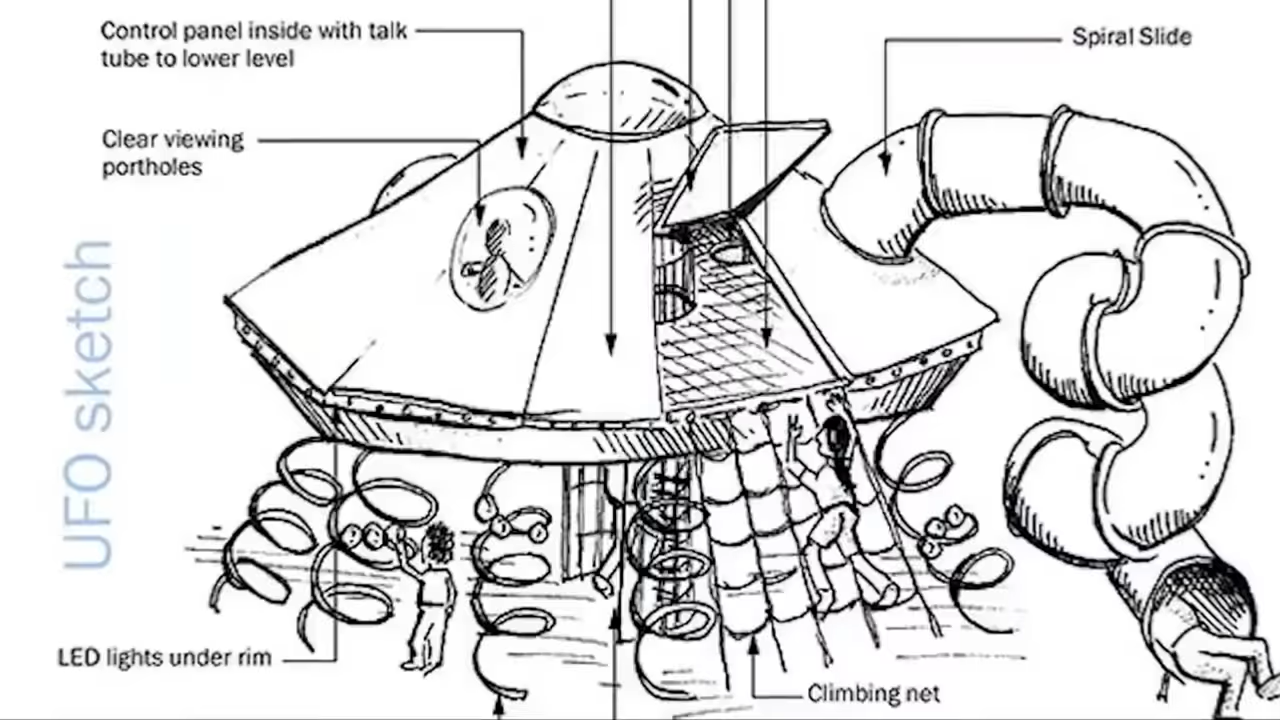 Control panel inside with talk
tube to lower level
Spiral Slide
Clear viewing
portholes
UFO sketch
LED lights under rim
Climbing net